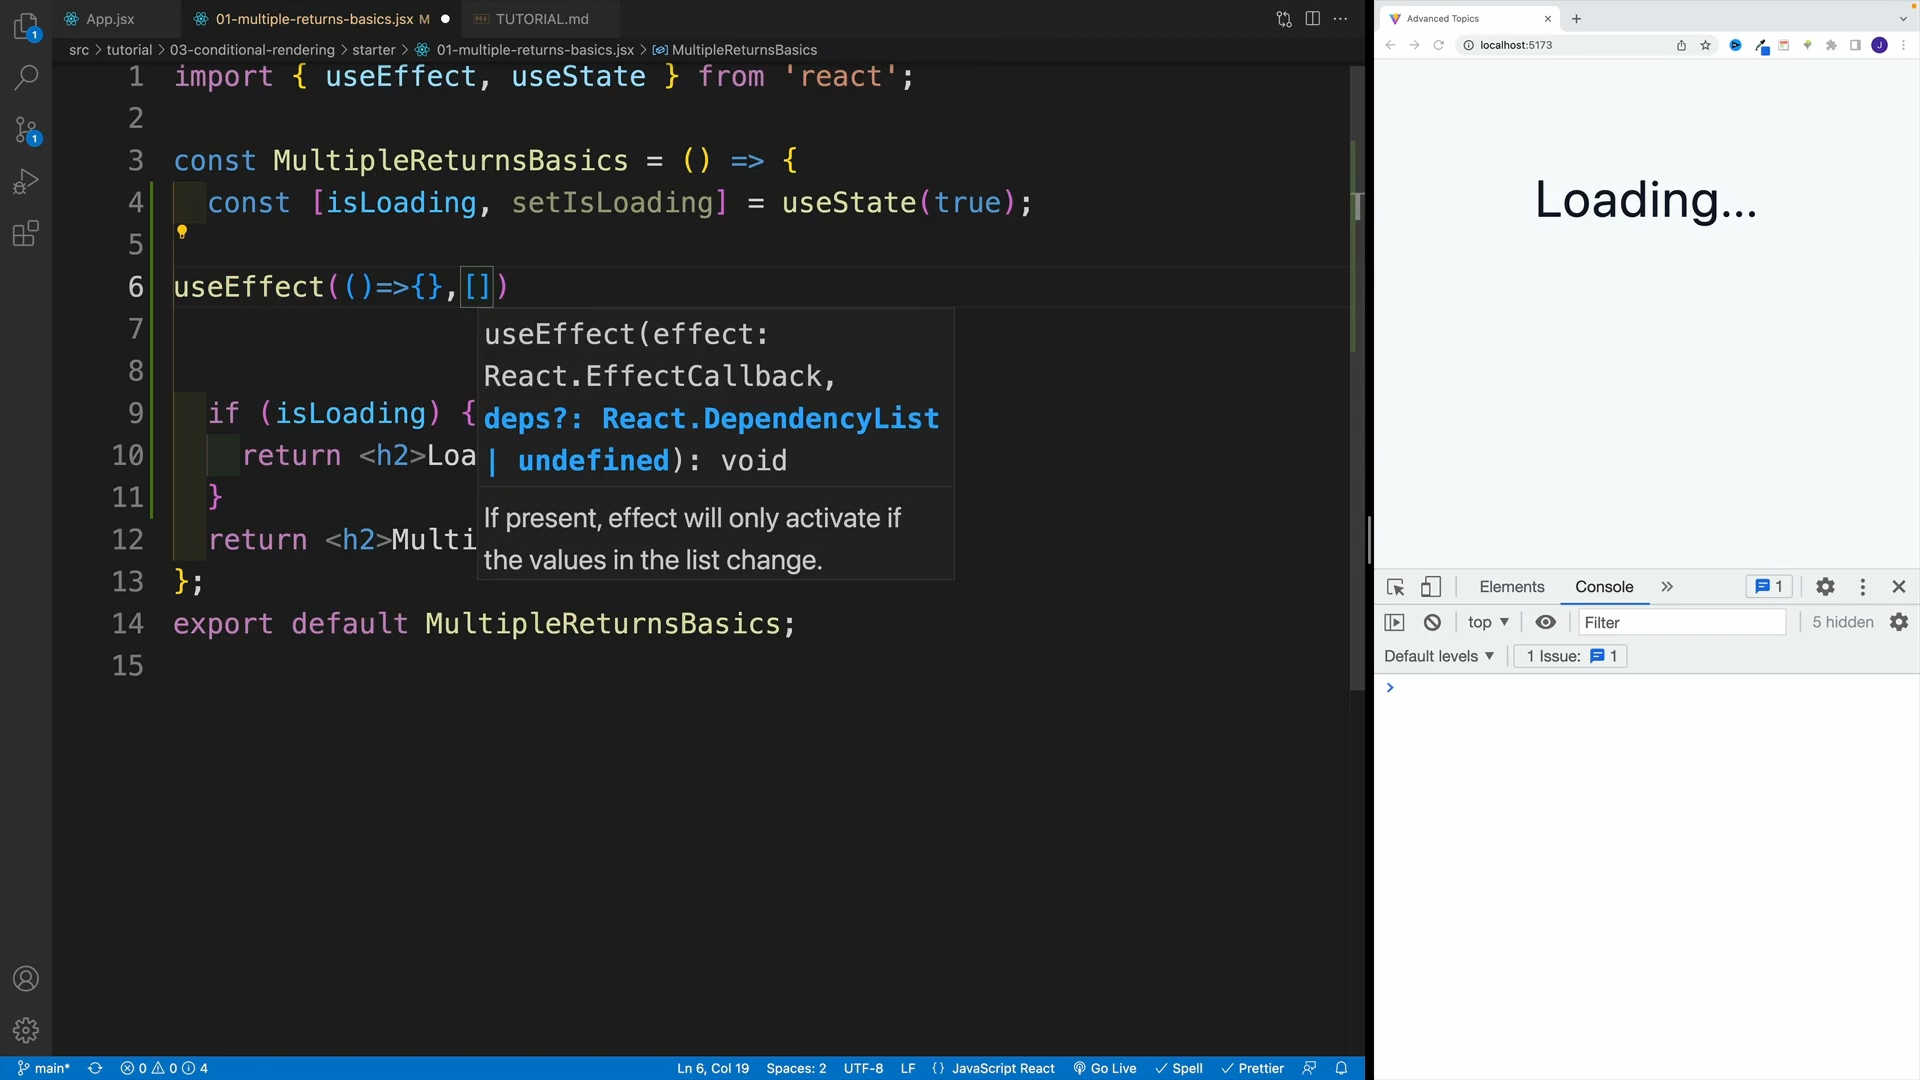 App.jsx
01-multiple-returns-basics.jsx M
TUTORIAL.md
src > tutorial > 03-conditional-rendering > starter > 01-multiple-returns-basics.jsx > MultipleReturnsBasics
1 import { useEffect, useState } from 'react';
2
3 const MultipleReturnsBasics = () => {
4 const [isLoading, setIsLoading] = useState(true);
5
6 useEffect(()=>{},[])
7
8
9 if (isLoading) {
10 return <h2>Loa
11 }
12 return <h2>Multi
13 };
14 export default MultipleReturnsBasics;
15
useEffect(effect:
React.EffectCallback,
deps?: React.DependencyList
| undefined): void
If present, effect will only activate if
the values in the list change.
1
1
main*
0 0 4
Ln 6, Col 19
Spaces: 2
UTF-8
LF
{} JavaScript React
Go Live
Spell
Prettier
Advanced Topics
localhost:5173
J
Loading...
Elements
Console
1
top
Filter
5 hidden
Default levels
1 Issue: 1